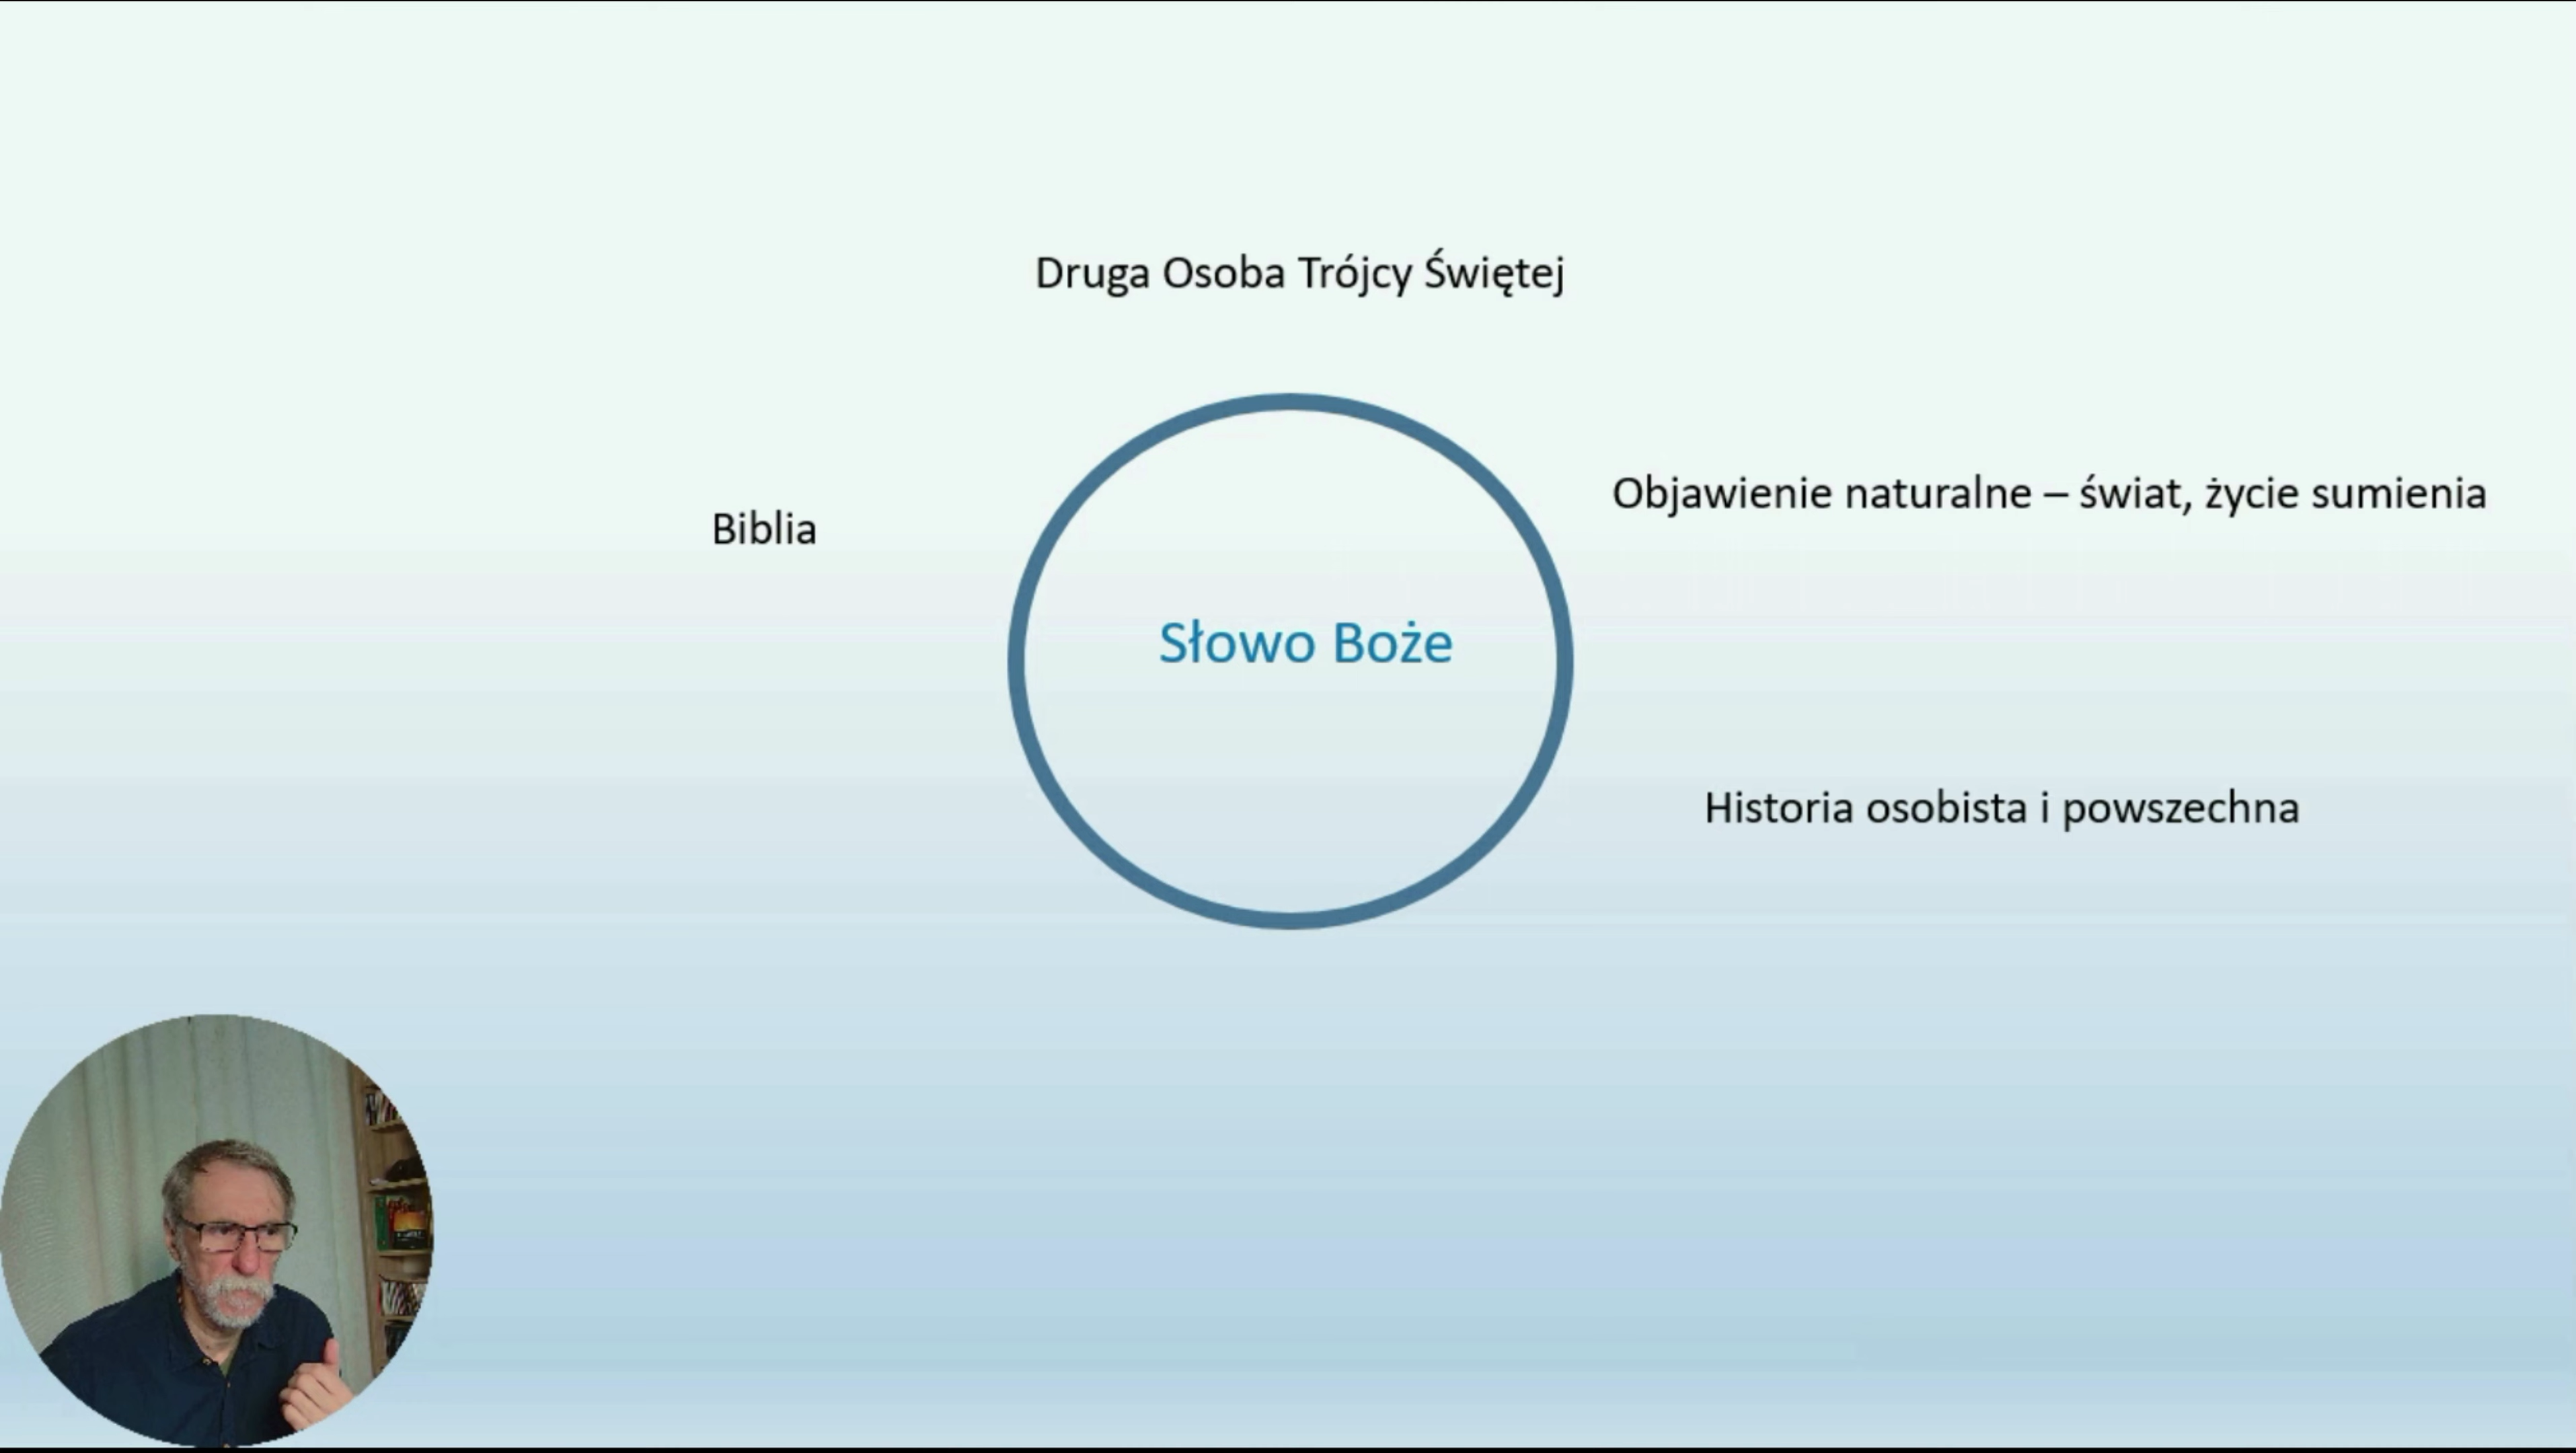 Druga Osoba Trójcy Świętej
Objawienie naturalne – świat, życie sumienia
Biblia
Słowo Boże
Historia osobista i powszechna